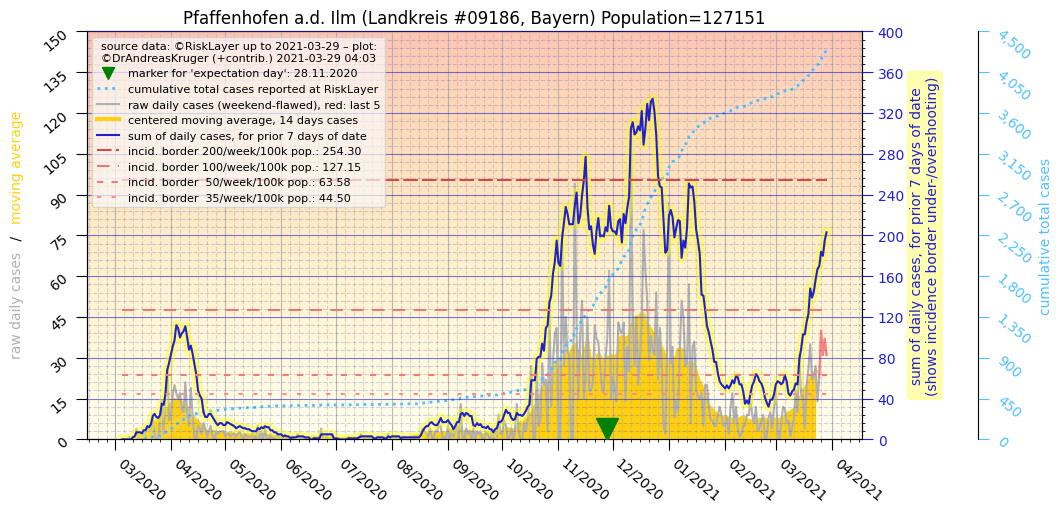 Pfaffenhofen a.d. Ilm (Landkreis #09186, Bayern) Population=127151
source data: ©RiskLayer up to 2021-03-29 – plot:
©DrAndreasKruger (+contrib.) 2021-03-29 04:03
marker for 'expectation day': 28.11.2020
cumulative total cases reported at RiskLayer
raw daily cases (weekend-flawed), red: last 5
centered moving average, 14 days cases
sum of daily cases, for prior 7 days of date
incid. border 200/week/100k pop.: 254.30
incid. border 100/week/100k pop.: 127.15
incid. border 50/week/100k pop.: 63.58
incid. border 35/week/100k pop.: 44.50
raw daily cases / moving average
150
135
120
105
90
75
60
45
30
15
0
03/2020
04/2020
05/2020
06/2020
07/2020
08/2020
09/2020
10/2020
11/2020
12/2020
01/2021
02/2021
03/2021
04/2021
400
360
320
280
240
200
160
120
80
40
0
sum of daily cases, for prior 7 days of date
(shows incidence border under-/overshooting)
4,500
4,050
3,600
3,150
2,700
2,250
1,800
1,350
900
450
0
cumulative total cases